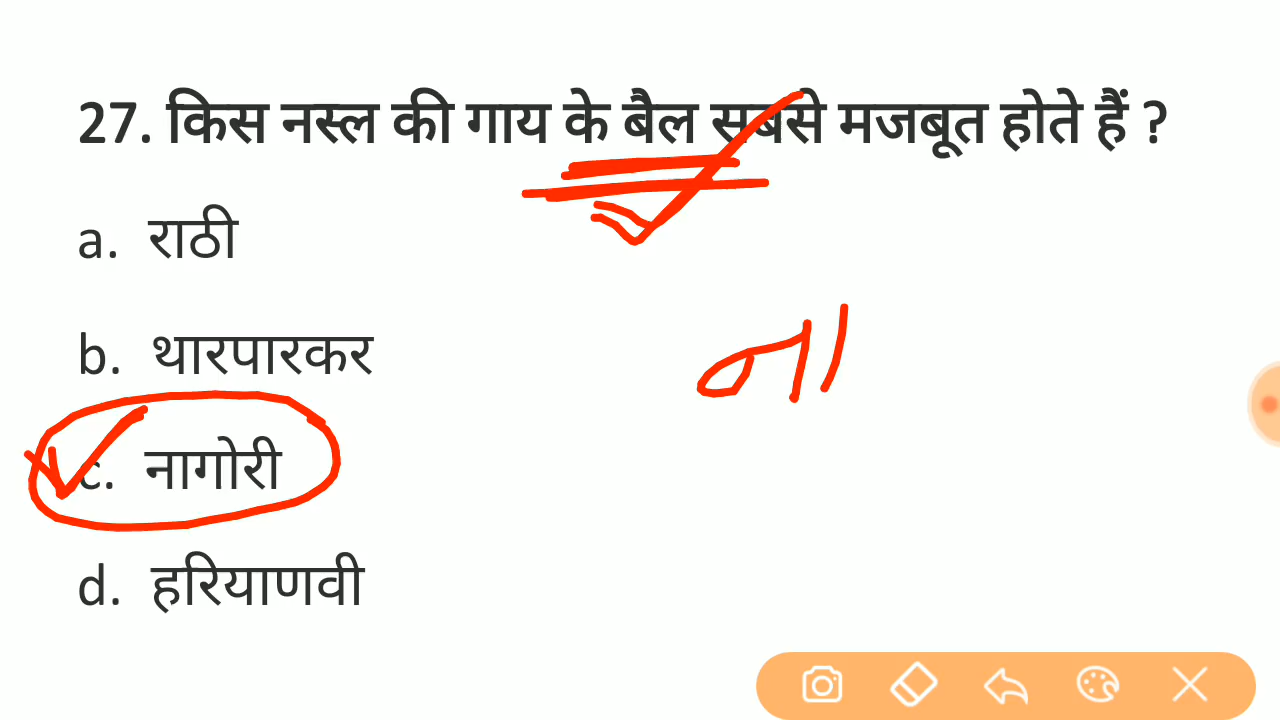 27. किस नस्ल की गाय के बैल सबसे मजबूत होते हैं ?
a. राठी
b. थारपारकर
ना
c. नागोरी
d. हरियाणवी